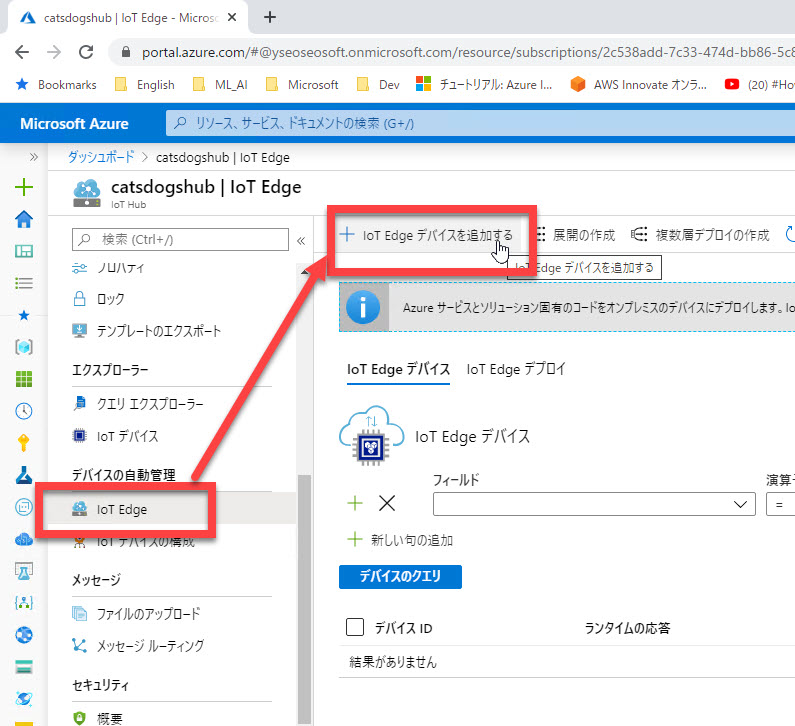 catsdogshub | IoT Edge - Microso
portal.azure.com/#@yseoseosoft.onmicrosoft.com/resource/subscriptions/2c538add-7c33-474d-bb86-5c8
Bookmarks English ML_AI Microsoft Dev チュートリアル: Azure I... AWS Innovate オンラ... (20) #Ho
Microsoft Azure リソース、サービス、ドキュメントの検索 (G+/)
ダッシュボード > catsdogshub | IoT Edge
catsdogshub | IoT Edge
IoT Hub
検索 (Ctrl+/)
IoT Edge デバイスを追加する 展開の作成 複数層デプロイの作成
IoT Edge デバイスを追加する
プロパティ
ロック
テンプレートのエクスポート
エクスプローラー
クエリ エクスプローラー
IoT デバイス
デバイスの自動管理
IoT Edge
IoT デバイスの構成
メッセージ
ファイルのアップロード
メッセージ ルーティング
セキュリティ
概要
Azure サービスとソリューション固有のコードをオンプレミスのデバイスにデプロイします。Io
IoT Edge デバイス IoT Edge デプロイ
IoT Edge デバイス
フィールド 演算子
=
新しい句の追加
デバイスのクエリ
デバイス ID ランタイムの応答
結果がありません